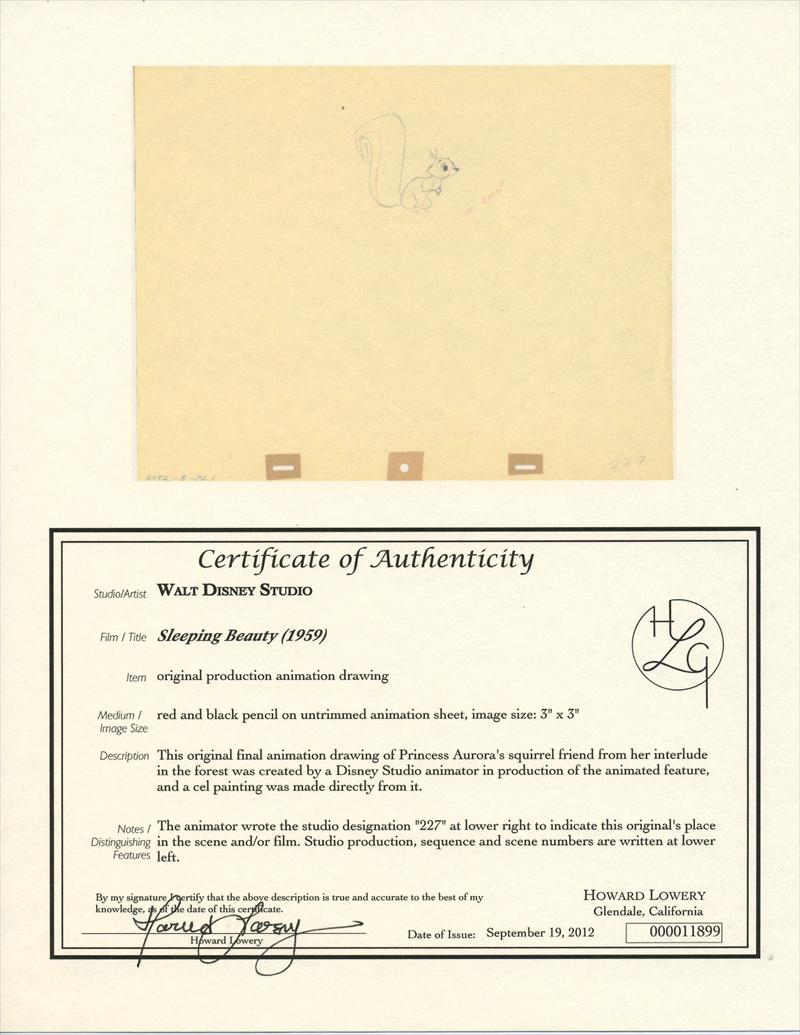 2082-8-721
227
Certificate of Authenticity
Studio/Artist WALT DISNEY STUDIO
Film / Title Sleeping Beauty (1959)
HLG
Item original production animation drawing
Medium / Image Size red and black pencil on untrimmed animation sheet, image size: 3" x 3"
Description This original final animation drawing of Princess Aurora's squirrel friend from her interlude
in the forest was created by a Disney Studio animator in production of the animated feature,
and a cel painting was made directly from it.
Notes / Distinguishing Features The animator wrote the studio designation "227" at lower right to indicate this original's place
in the scene and/or film. Studio production, sequence and scene numbers are written at lower
left.
By my signature I certify that the above description is true and accurate to the best of my
knowledge, as of the date of this certificate.
Howard Lowery
Howard Lowery
Date of Issue: September 19, 2012
HOWARD LOWERY
Glendale, California
000011899